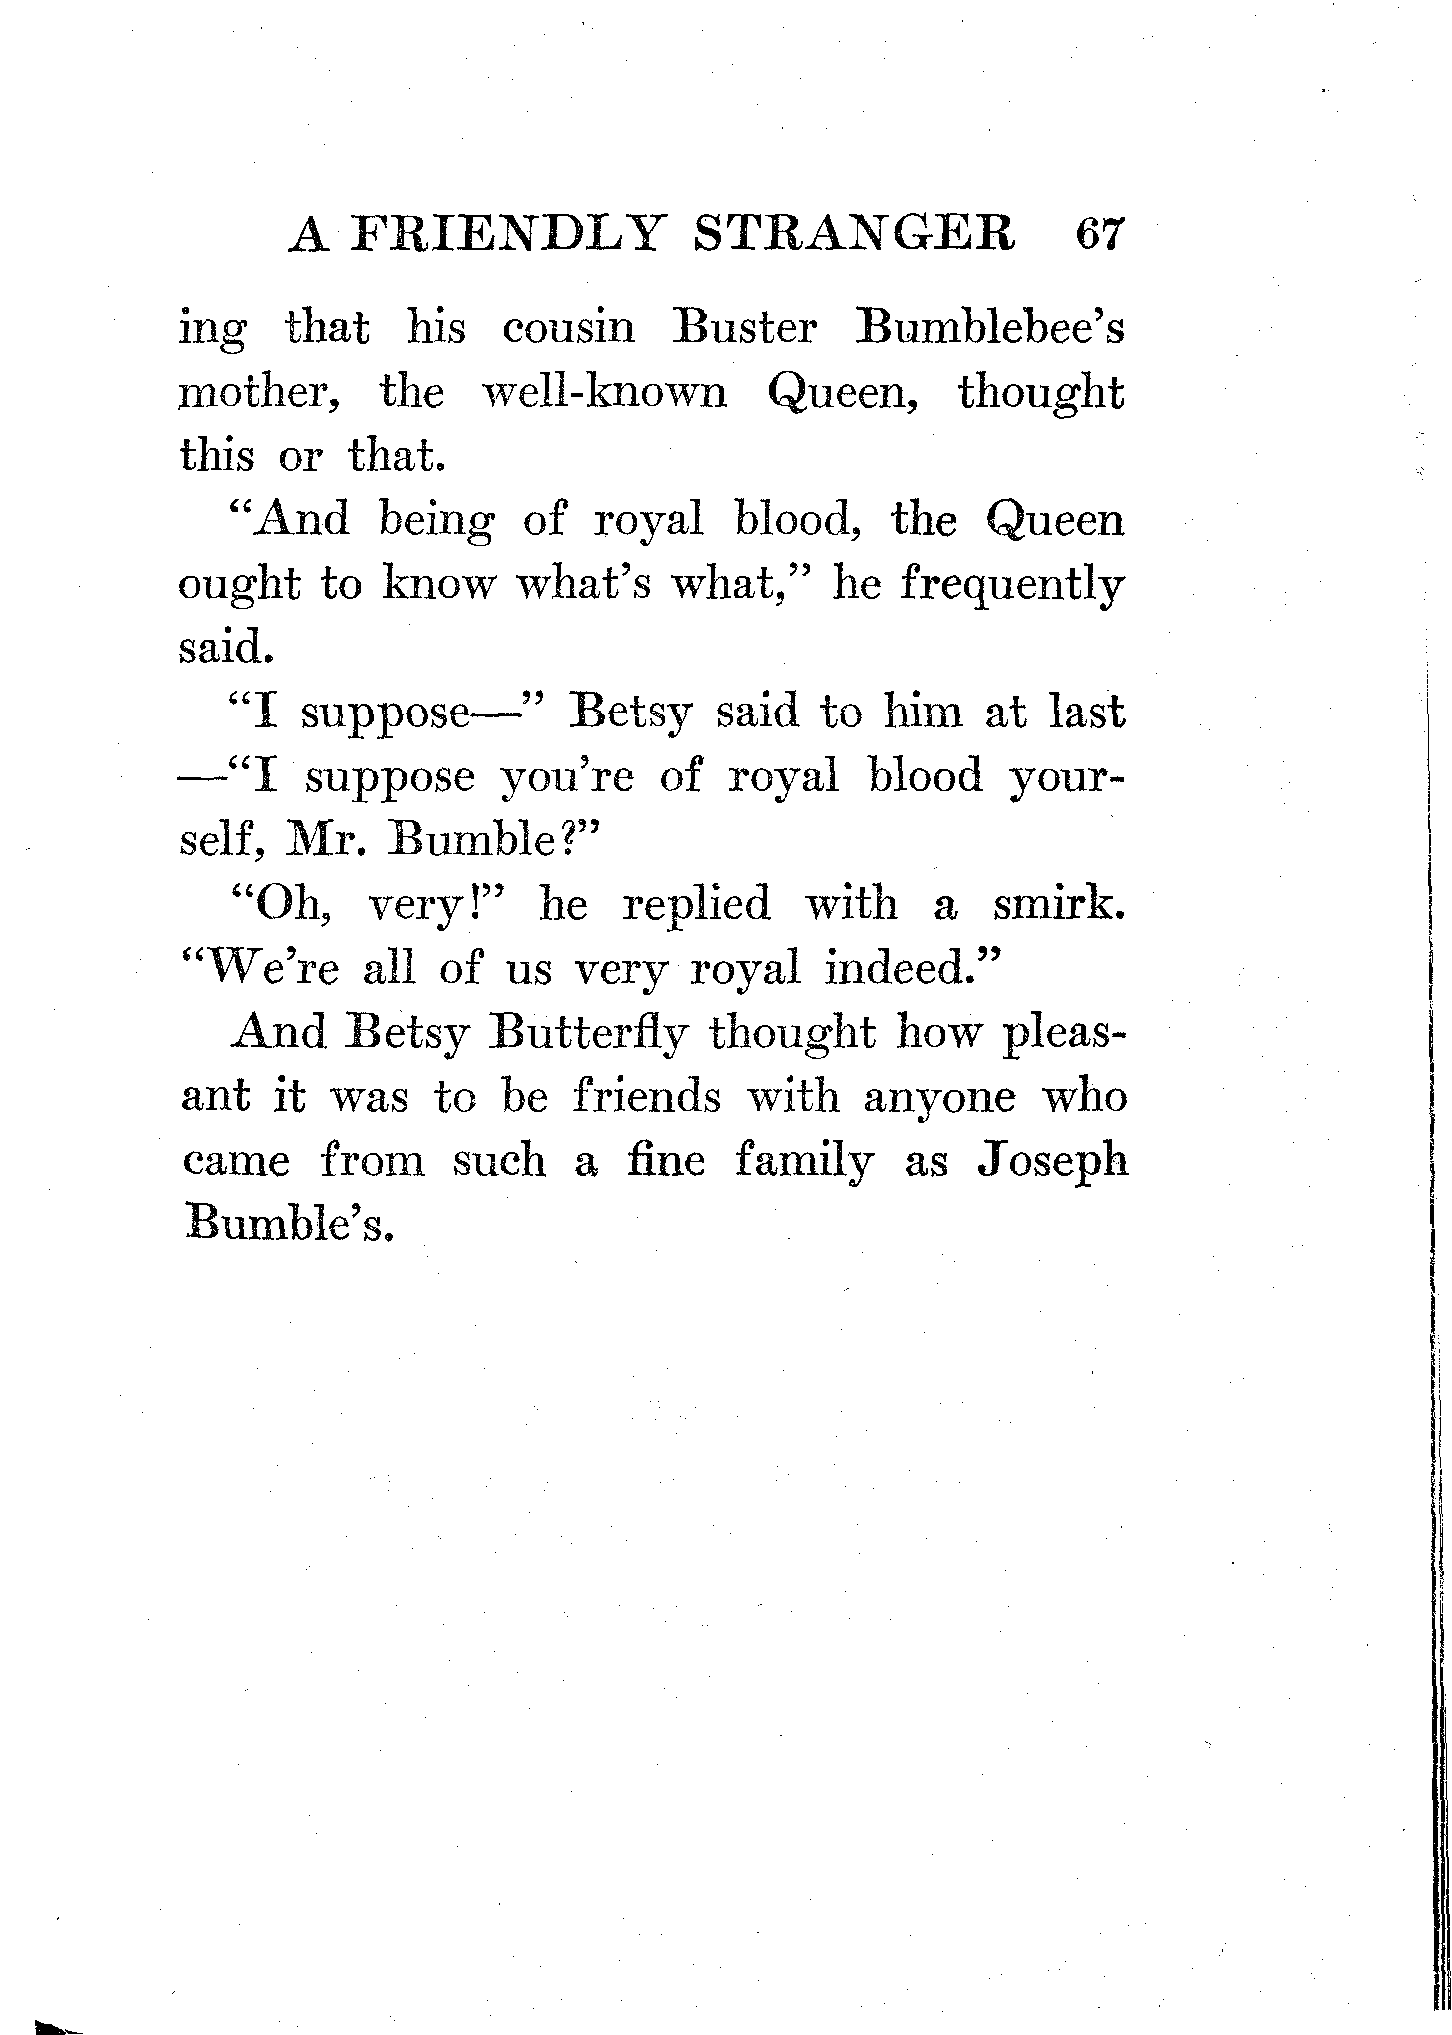 A FRIENDLY STRANGER 67
ing that his cousin Buster Bumblebee's
mother, the well-known Queen, thought
this or that.
"And being of royal blood, the Queen
ought to know what's what," he frequently
said.
"I suppose—" Betsy said to him at last
—"I suppose you're of royal blood your-
self, Mr. Bumble?"
"Oh, very!" he replied with a smirk.
"We're all of us very royal indeed."
And Betsy Butterfly thought how pleas-
ant it was to be friends with anyone who
came from such a fine family as Joseph
Bumble's.